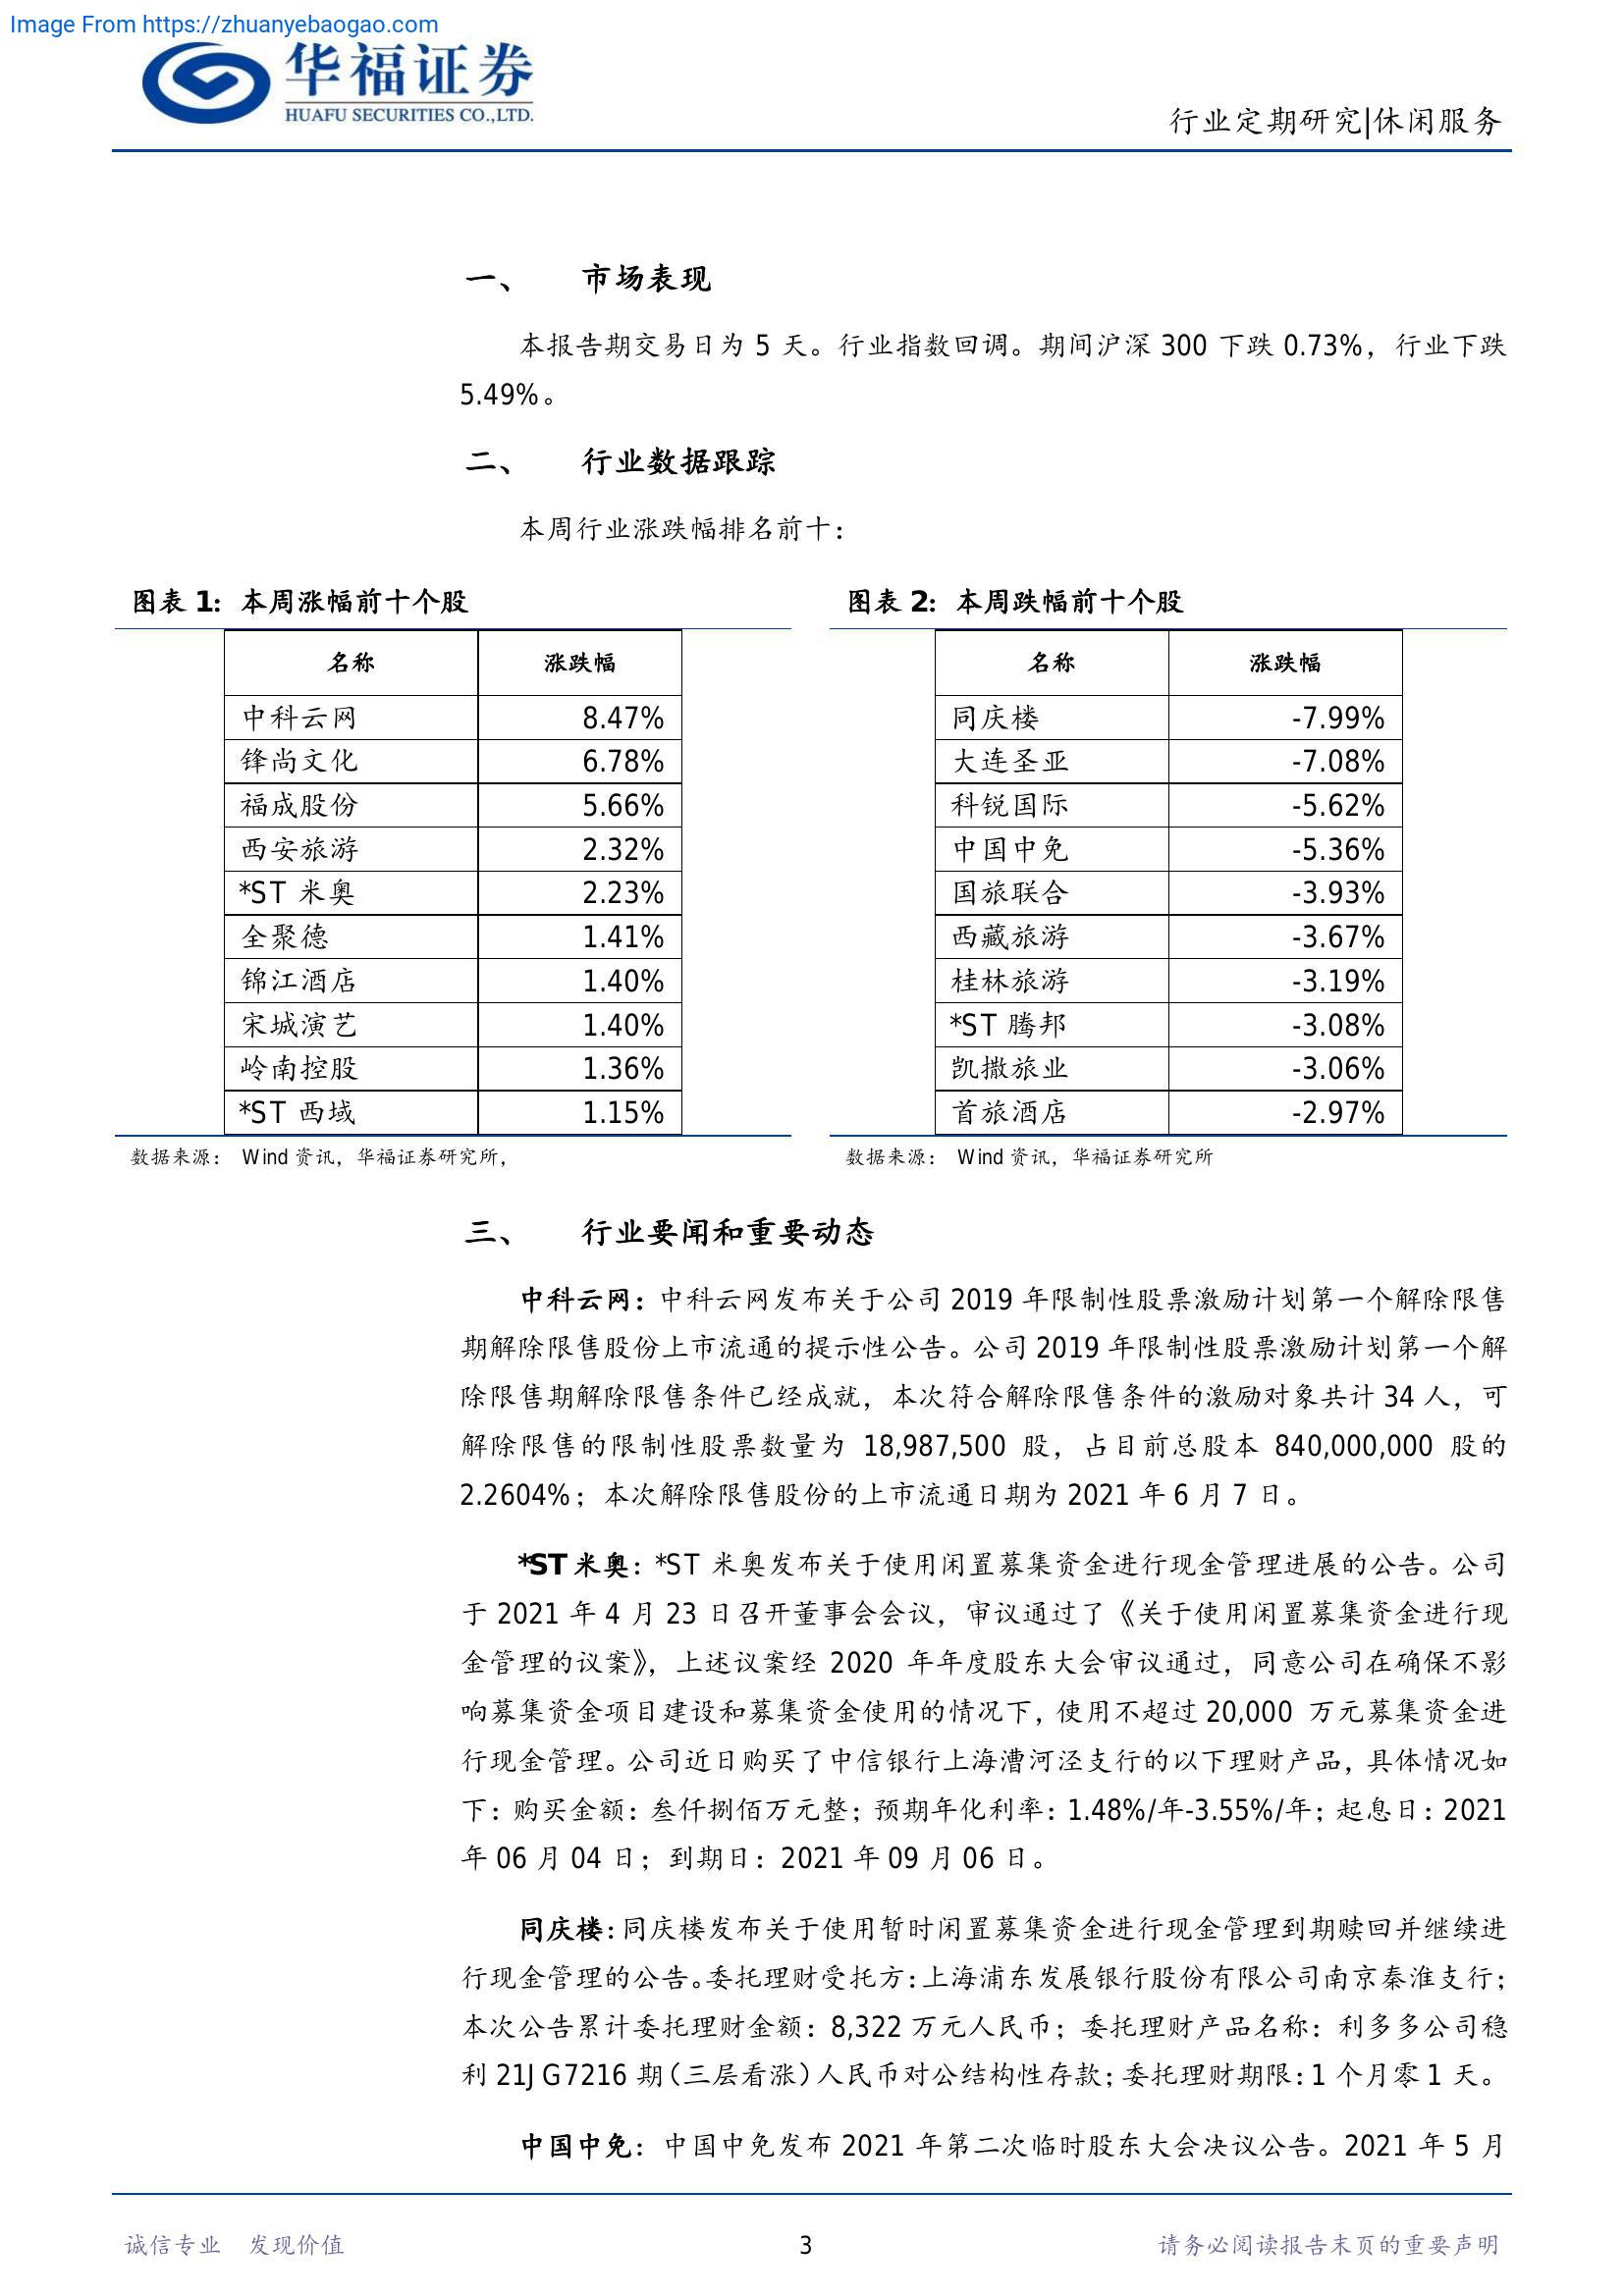 Image From https://zhuanyebaogao.com
华福证券
HUAFU SECURITIES CO.,LTD.
行业定期研究|休闲服务
一、 市场表现
本报告期交易日为 5 天。行业指数回调。期间沪深 300 下跌 0.73%，行业下跌
5.49%。
二、 行业数据跟踪
本周行业涨跌幅排名前十：
图表 1: 本周涨幅前十个股
名称 涨跌幅
中科云网 8.47%
锋尚文化 6.78%
福成股份 5.66%
西安旅游 2.32%
*ST 米奥 2.23%
全聚德 1.41%
锦江酒店 1.40%
宋城演艺 1.40%
岭南控股 1.36%
*ST 西域 1.15%
数据来源： Wind 资讯，华福证券研究所，
图表 2: 本周跌幅前十个股
名称 涨跌幅
同庆楼 -7.99%
大连圣亚 -7.08%
科锐国际 -5.62%
中国中免 -5.36%
国旅联合 -3.93%
西藏旅游 -3.67%
桂林旅游 -3.19%
*ST 腾邦 -3.08%
凯撒旅业 -3.06%
首旅酒店 -2.97%
数据来源： Wind 资讯，华福证券研究所
三、 行业要闻和重要动态
中科云网：中科云网发布关于公司 2019 年限制性股票激励计划第一个解除限售
期解除限售股份上市流通的提示性公告。公司 2019 年限制性股票激励计划第一个解
除限售期解除限售条件已经成就，本次符合解除限售条件的激励对象共计 34 人，可
解除限售的限制性股票数量为 18,987,500 股，占目前总股本 840,000,000 股的
2.2604%；本次解除限售股份的上市流通日期为 2021 年 6 月 7 日。
*ST 米奥：*ST 米奥发布关于使用闲置募集资金进行现金管理进展的公告。公司
于 2021 年 4 月 23 日召开董事会会议，审议通过了《关于使用闲置募集资金进行现
金管理的议案》，上述议案经 2020 年年度股东大会审议通过，同意公司在确保不影
响募集资金项目建设和募集资金使用的情况下，使用不超过 20,000 万元募集资金进
行现金管理。公司近日购买了中信银行上海漕河泾支行的以下理财产品，具体情况如
下：购买金额：叁仟捌佰万元整；预期年化利率：1.48%/年-3.55%/年；起息日：2021
年 06 月 04 日；到期日：2021 年 09 月 06 日。
同庆楼：同庆楼发布关于使用暂时闲置募集资金进行现金管理到期赎回并继续进
行现金管理的公告。委托理财受托方：上海浦东发展银行股份有限公司南京秦淮支行；
本次公告累计委托理财金额：8,322 万元人民币；委托理财产品名称：利多多公司稳
利 21JG7216 期（三层看涨）人民币对公结构性存款；委托理财期限：1 个月零 1 天。
中国中免：中国中免发布 2021 年第二次临时股东大会决议公告。2021 年 5 月
诚信专业 发现价值
3
请务必阅读报告末页的重要声明